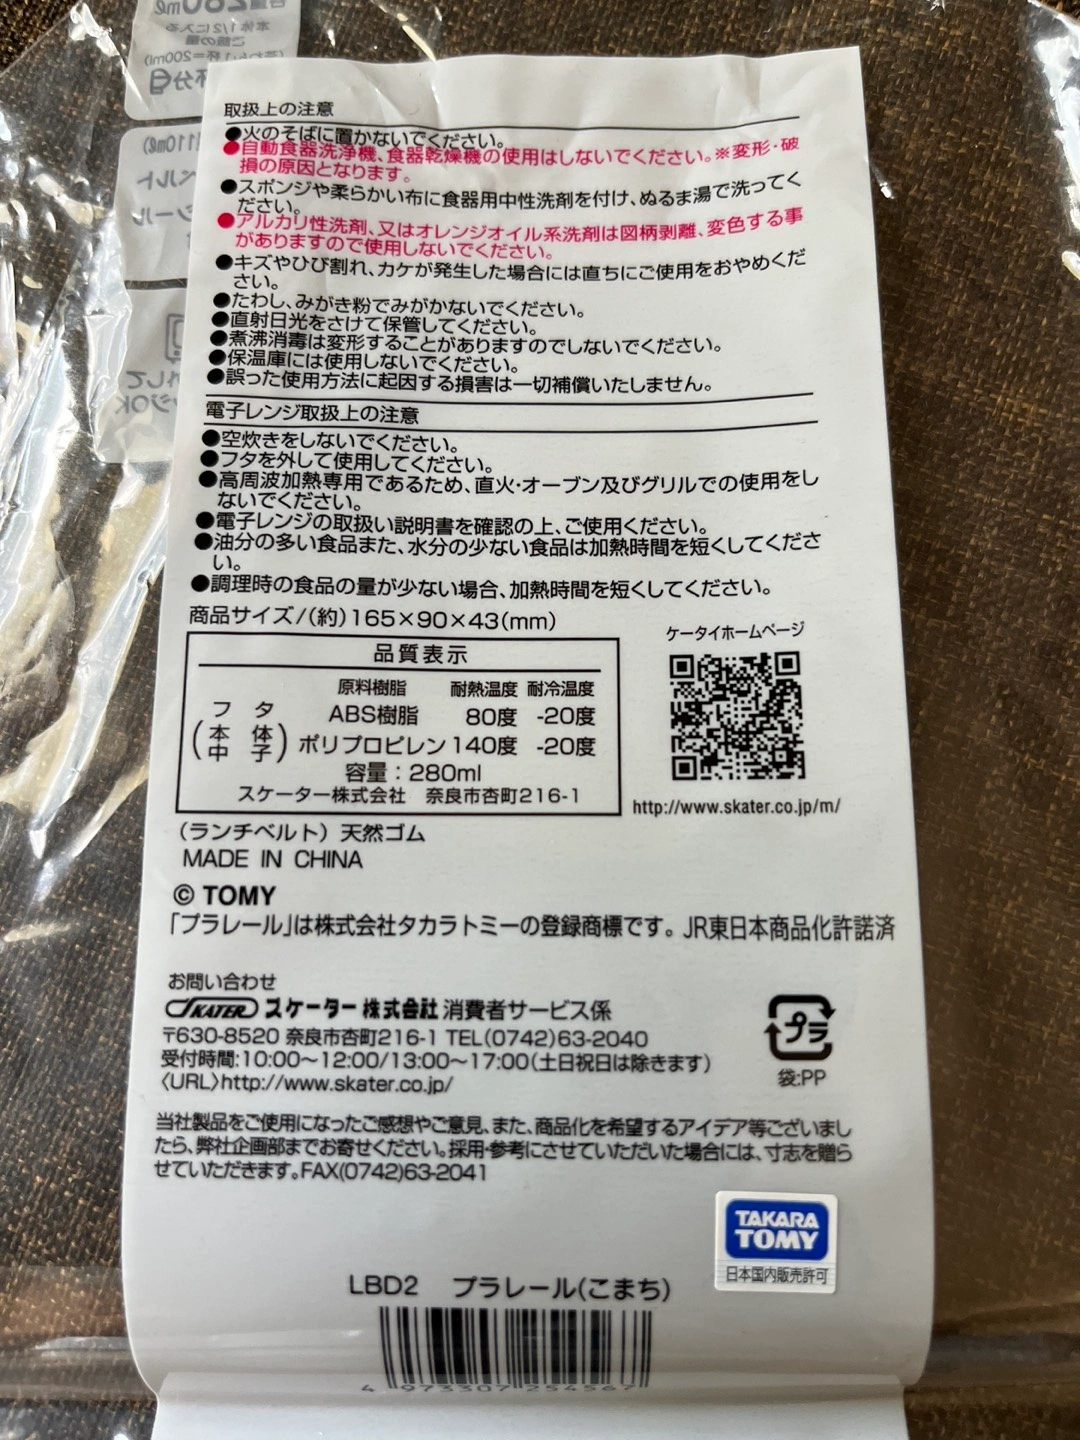 容量280mℓ
本体1/2に入る
ご飯の量
取扱上の注意
●火のそばに置かないでください。
●自動食器洗浄機、食器乾燥機の使用はしないでください。※変形・破
損の原因となります。
●スポンジや柔らかい布に食器用中性洗剤を付け、ぬるま湯で洗ってく
ださい。
●アルカリ性洗剤、又はオレンジオイル系洗剤は図柄剥離、変色する事
がありますので使用しないでください。
●キズやひび割れ、カケが発生した場合には直ちにご使用をおやめくだ
さい。
●たわし、みがき粉でみがかないでください。
●直射日光をさけて保管してください。
●煮沸消毒は変形することがありますのでしないでください。
●保温庫には使用しないでください。
●誤った使用方法に起因する損害は一切補償いたしません。
電子レンジ取扱上の注意
●空炊きをしないでください。
●フタを外して使用してください。
●高周波加熱専用であるため、直火・オーブン及びグリルでの使用をし
ないでください。
●電子レンジの取扱い説明書を確認の上、ご使用ください。
●油分の多い食品また、水分の少ない食品は加熱時間を短くしてくださ
い。
●調理時の食品の量が少ない場合、加熱時間を短くしてください。
商品サイズ/(約)165×90×43(mm)
ケータイホームページ
品質表示
原料樹脂 耐熱温度 耐冷温度
フタ ABS樹脂 80度 -20度
(本体 中子) ポリプロピレン 140度 -20度
容量：280ml
スケーター株式会社 奈良市杏町216-1
http://www.skater.co.jp/m/
(ランチベルト) 天然ゴム
MADE IN CHINA
© TOMY
「プラレール」は株式会社タカラトミーの登録商標です。JR東日本商品化許諾済
お問い合わせ
SKATER スケーター株式会社 消費者サービス係
〒630-8520 奈良市杏町216-1 TEL(0742)63-2040
受付時間:10:00〜12:00/13:00〜17:00(土日祝日は除きます)
〈URL〉http://www.skater.co.jp/
プラ
袋:PP
当社製品をご使用になったご感想やご意見、また、商品化を希望するアイデア等ございまし
たら、弊社企画部までお寄せください。採用・参考にさせていただいた場合には、寸志を贈ら
せていただきます。FAX(0742)63-2041
TAKARA
TOMY
日本国内販売許可
LBD2 プラレール(こまち)
4 973307 254567